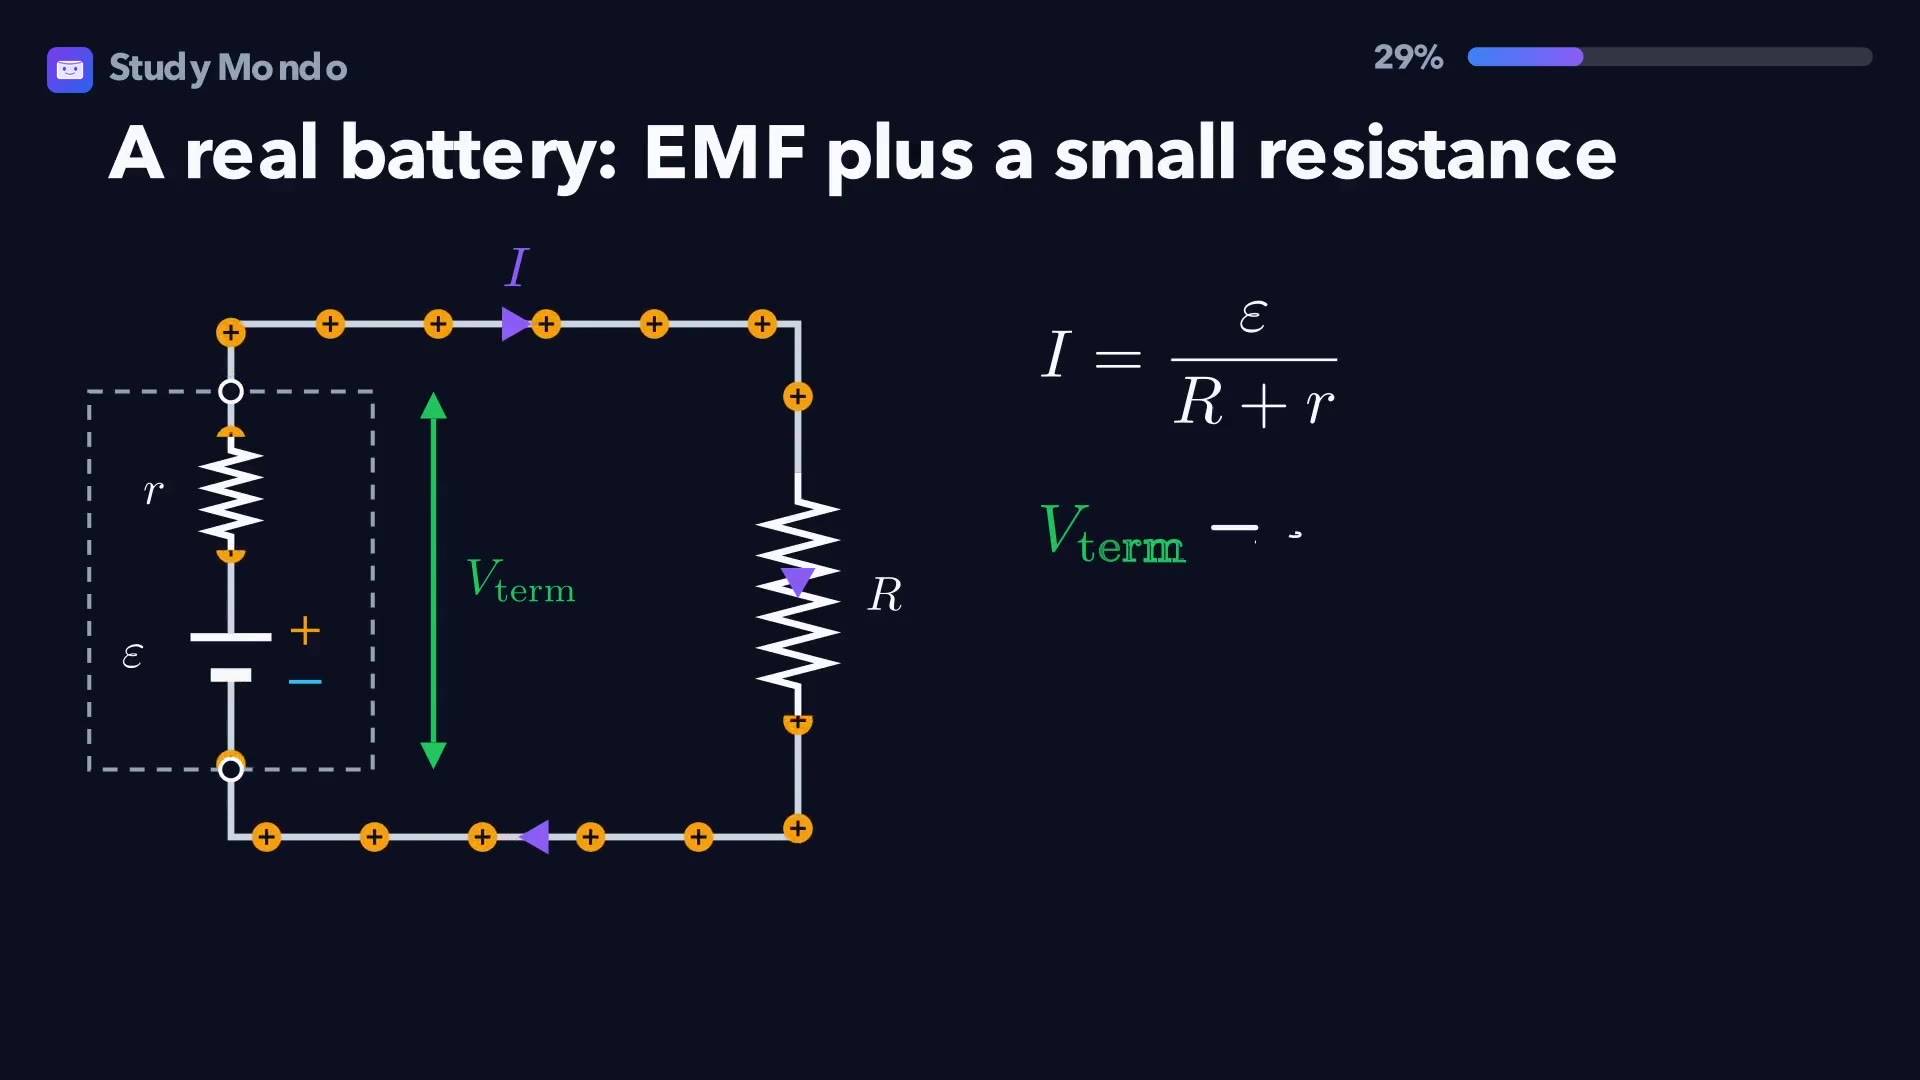 Study Mondo
29%
A real battery: EMF plus a small resistance
I
r
ε
+
−
V_term
R
I = ε / (R + r)
V_term